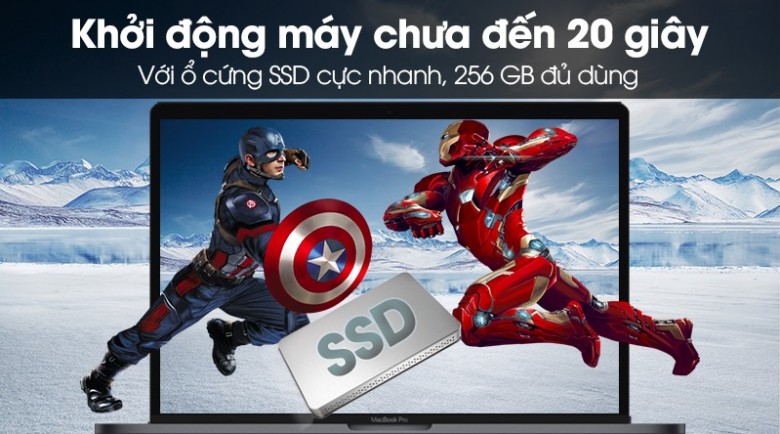 Khởi động máy chưa đến 20 giây
Với ổ cứng SSD cực nhanh, 256 GB đủ dùng
SSD
MacBook Pro